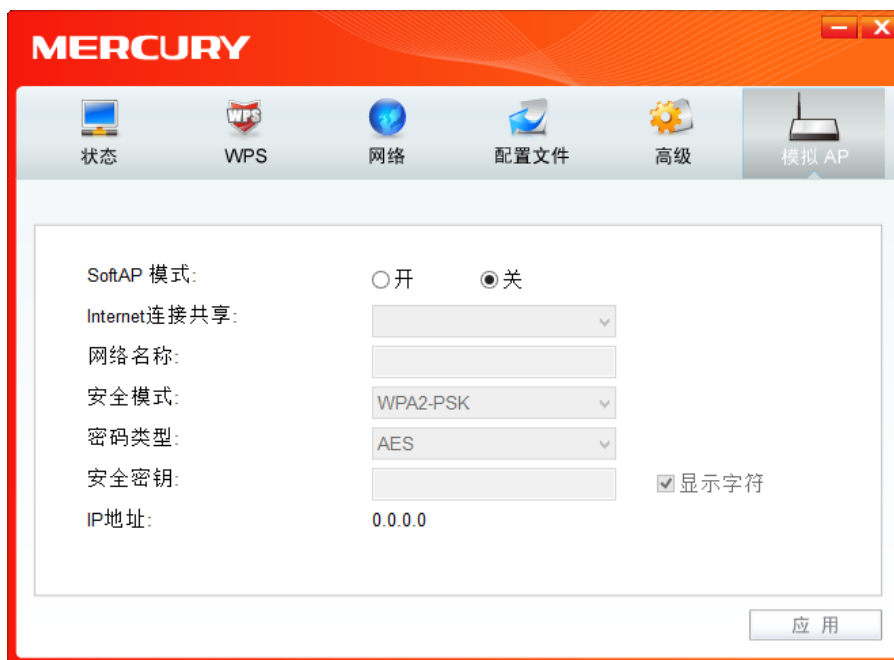 MERCURY
状态
WPS
WPS
网络
配置文件
高级
模拟 AP
SoftAP 模式:
开
关
Internet连接共享:
网络名称:
安全模式:
WPA2-PSK
密码类型:
AES
安全密钥:
显示字符
IP地址:
0.0.0.0
应 用